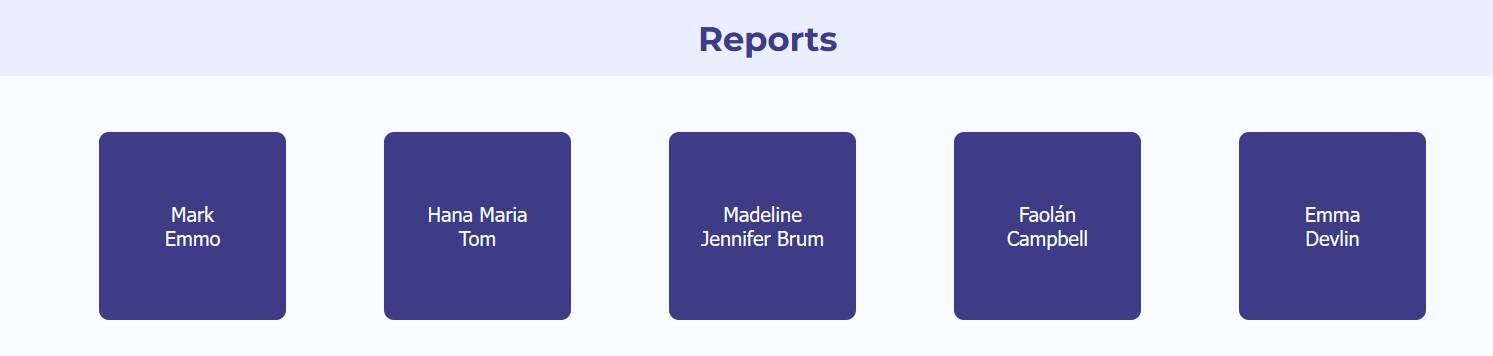 Reports
Mark
Emmo
Hana Maria
Tom
Madeline
Jennifer Brum
Faolán
Campbell
Emma
Devlin